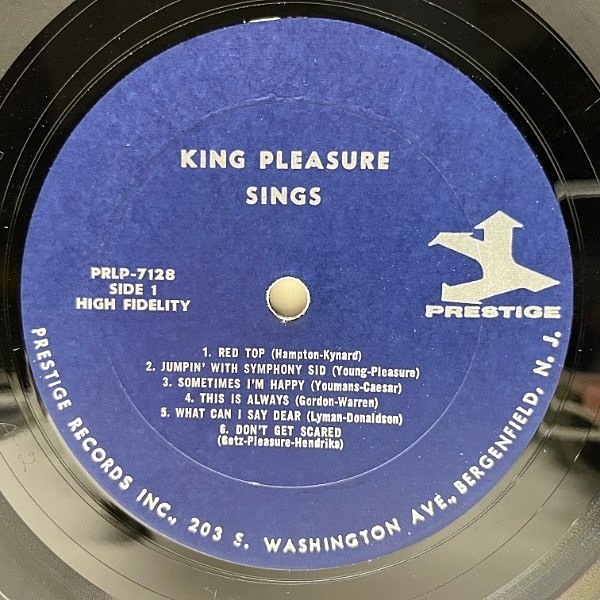 KING PLEASURE
SINGS
PRLP-7128
SIDE 1
HIGH FIDELITY
PRESTIGE
1. RED TOP (Hampton-Kynard)
2. JUMPIN' WITH SYMPHONY SID (Young-Pleasure)
3. SOMETIMES I'M HAPPY (Youmans-Caesar)
4. THIS IS ALWAYS (Gordon-Warren)
5. WHAT CAN I SAY DEAR (Lyman-Donaldson)
6. DON'T GET SCARED
(Getz-Pleasure-Hendriks)
PRESTIGE RECORDS INC., 203 S. WASHINGTON AVE., BERGENFIELD, N. J.